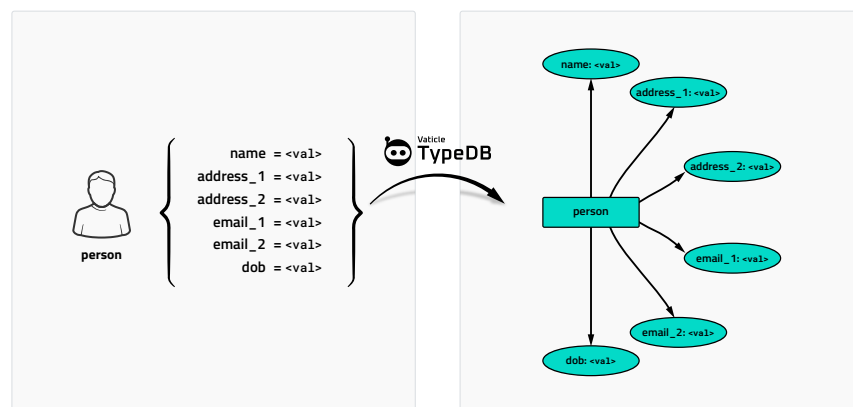 name = <val>
address_1 = <val>
address_2 = <val>
email_1 = <val>
email_2 = <val>
dob = <val>
person
Vaticle
TypeDB
name: <val>
address_1: <val>
address_2: <val>
person
email_1: <val>
email_2: <val>
dob: <val>